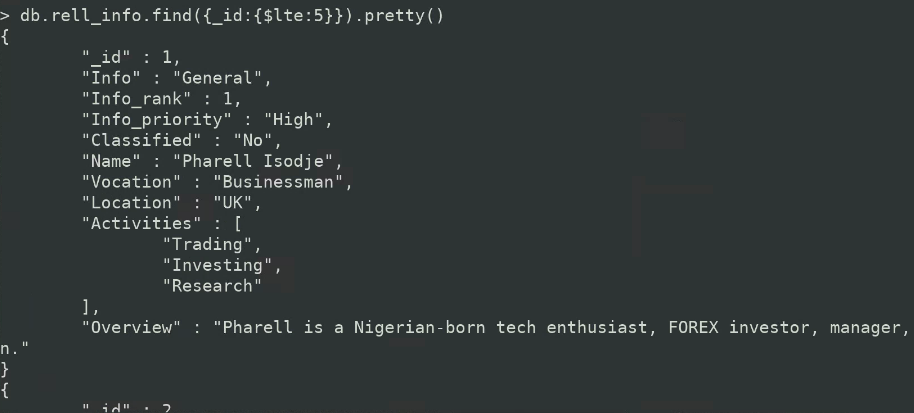 > db.rell_info.find({_id:{$lte:5}}).pretty()
{
        "_id" : 1,
        "Info" : "General",
        "Info_rank" : 1,
        "Info_priority" : "High",
        "Classified" : "No",
        "Name" : "Pharell Isodje",
        "Vocation" : "Businessman",
        "Location" : "UK",
        "Activities" : [
                "Trading",
                "Investing",
                "Research"
        ],
        "Overview" : "Pharell is a Nigerian-born tech enthusiast, FOREX investor, manager,
n."
}
{
        "_id" : 2